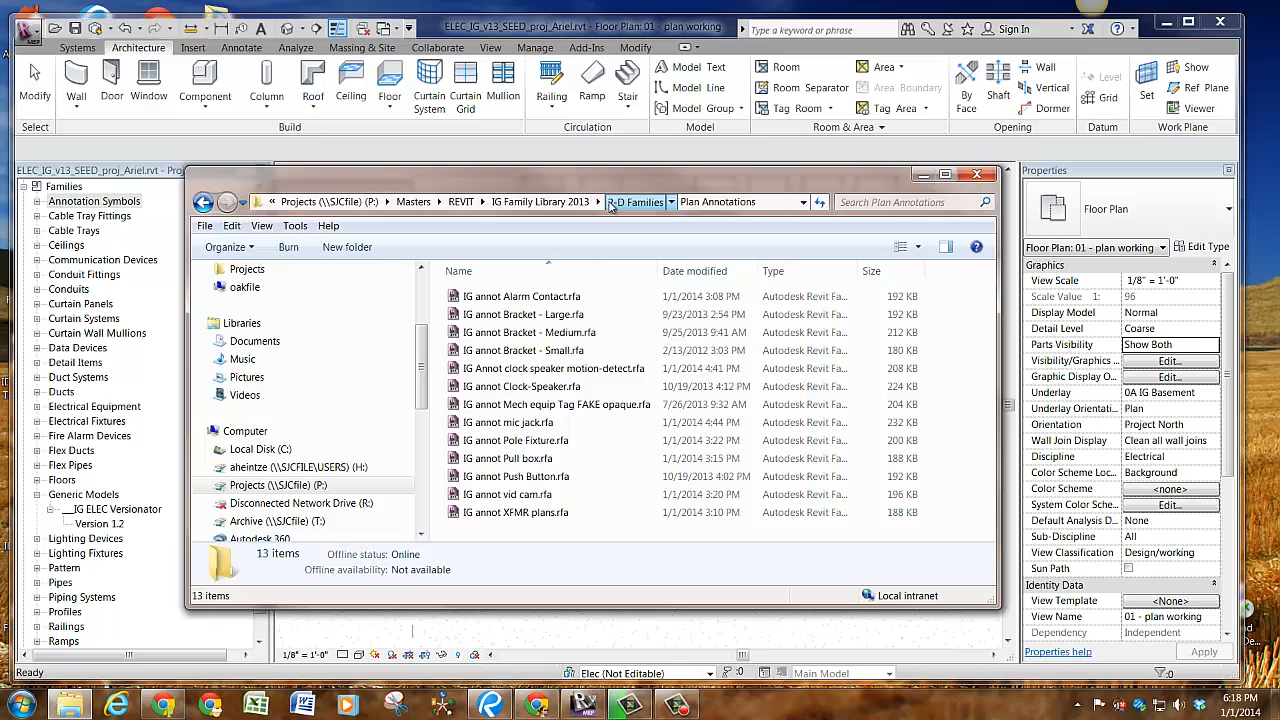 ELEC_IG_v13_SEED_proj_Ariel.rvt - Floor Plan: 01 - plan working
Type a keyword or phrase
Sign In
MEP
Systems Architecture Insert Annotate Analyze Massing & Site Collaborate View Manage Add-Ins Modify
Modify Wall Door Window Component Column Roof Ceiling Floor Curtain System Curtain Grid Mullion Railing Ramp Stair
Model Text
Model Line
Model Group
Room
Room Separator
Tag Room
Area
Area Boundary
Tag Area
By Face
Shaft
Wall
Vertical
Dormer
Level
Grid
Set
Show
Ref Plane
Viewer
Select Build Circulation Model Room & Area Opening Datum Work Plane
ELEC_IG_v13_SEED_proj_Ariel.rvt - Pro
Families
Annotation Symbols
Cable Tray Fittings
Cable Trays
Ceilings
Communication Devices
Conduit Fittings
Conduits
Curtain Panels
Curtain Systems
Curtain Wall Mullions
Data Devices
Detail Items
Duct Systems
Ducts
Electrical Equipment
Electrical Fixtures
Fire Alarm Devices
Flex Ducts
Flex Pipes
Floors
Generic Models
__IG ELEC Versionator
Version 1.2
Lighting Devices
Lighting Fixtures
Pattern
Pipes
Piping Systems
Profiles
Railings
Ramps
« Projects (\\SJCfile) (P:) Masters REVIT IG Family Library 2013 2-D Families Plan Annotations
Search Plan Annotations
File Edit View Tools Help
Organize Burn New folder
Projects
oakfile
Libraries
Documents
Music
Pictures
Videos
Computer
Local Disk (C:)
aheintze (\\SJCFILE\USERS) (H:)
Projects (\\SJCfile) (P:)
Disconnected Network Drive (R:)
Archive (\\SJCfile) (T:)
Autodesk 360
Name Date modified Type Size
IG annot Alarm Contact.rfa 1/1/2014 3:08 PM Autodesk Revit Fa... 192 KB
IG annot Bracket - Large.rfa 9/23/2013 2:54 PM Autodesk Revit Fa... 192 KB
IG annot Bracket - Medium.rfa 9/25/2013 9:41 AM Autodesk Revit Fa... 212 KB
IG annot Bracket - Small.rfa 2/13/2012 3:03 PM Autodesk Revit Fa... 180 KB
IG Annot clock speaker motion-detect.rfa 1/1/2014 4:41 PM Autodesk Revit Fa... 208 KB
IG annot Clock-Speaker.rfa 10/19/2013 4:12 PM Autodesk Revit Fa... 224 KB
IG annot Mech equip Tag FAKE opaque.rfa 7/26/2013 9:32 AM Autodesk Revit Fa... 204 KB
IG annot mic jack.rfa 1/1/2014 4:44 PM Autodesk Revit Fa... 232 KB
IG annot Pole Fixture.rfa 1/1/2014 3:22 PM Autodesk Revit Fa... 200 KB
IG annot Pull box.rfa 1/1/2014 3:15 PM Autodesk Revit Fa... 188 KB
IG annot Push Button.rfa 10/19/2013 4:02 PM Autodesk Revit Fa... 192 KB
IG annot vid cam.rfa 1/1/2014 3:20 PM Autodesk Revit Fa... 196 KB
IG annot XFMR plans.rfa 1/1/2014 3:10 PM Autodesk Revit Fa... 188 KB
13 items Offline status: Online
Offline availability: Not available
13 items
Local intranet
Properties
Floor Plan
Floor Plan: 01 - plan working Edit Type
Graphics
View Scale 1/8" = 1'-0"
Scale Value 1: 96
Display Model Normal
Detail Level Coarse
Parts Visibility Show Both
Visibility/Graphics ... Edit...
Graphic Display O... Edit...
Underlay 0A IG Basement
Underlay Orientati... Plan
Orientation Project North
Wall Join Display Clean all wall joins
Discipline Electrical
Color Scheme Loc... Background
Color Scheme <none>
System Color Sche... Edit...
Default Analysis D... None
Sub-Discipline All
View Classification Design/working
Sun Path
Identity Data
View Template <None>
View Name 01 - plan working
Dependency Independent
Properties help Apply
1/8" = 1'-0"
Ready
Elec (Not Editable)
:0
Main Model
:0
6:18 PM
1/1/2014